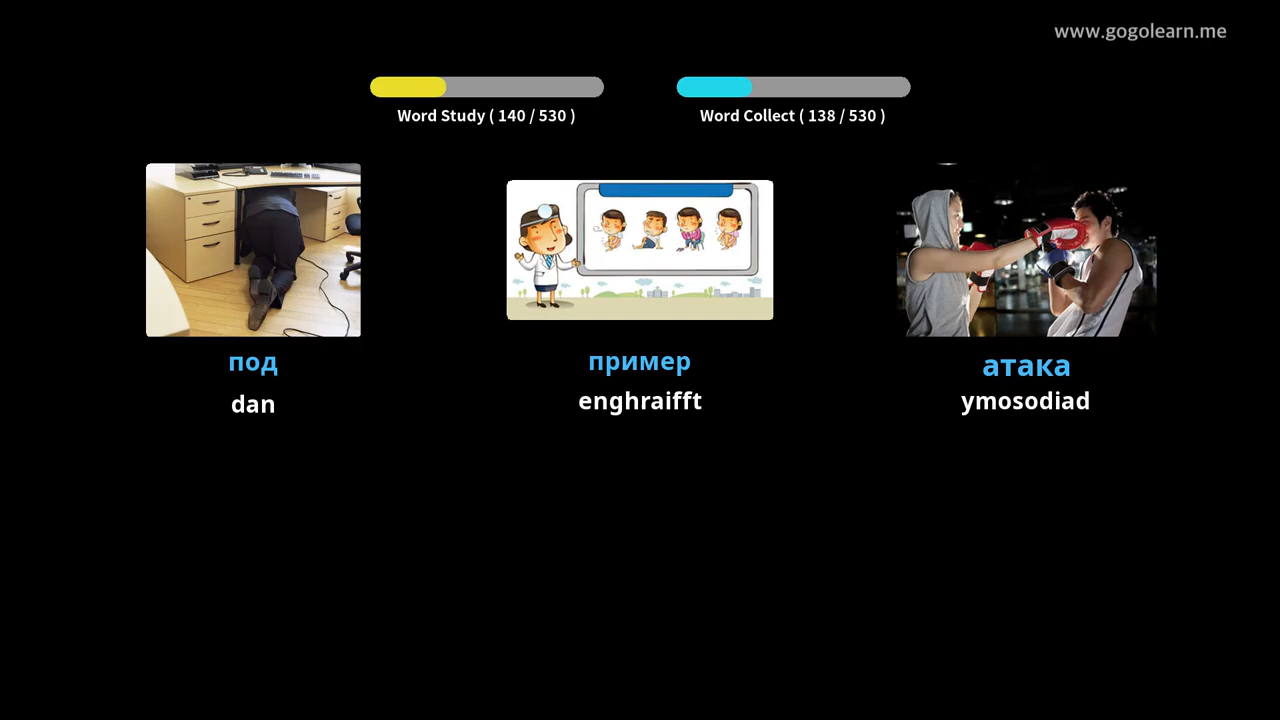 www.gogolearn.me
Word Study ( 140 / 530 )
Word Collect ( 138 / 530 )
под
dan
пример
enghraifft
атака
ymosodiad